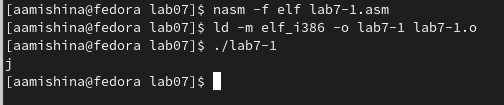 [aamishina@fedora lab07]$ nasm -f elf lab7-1.asm
[aamishina@fedora lab07]$ ld -m elf_i386 -o lab7-1 lab7-1.o
[aamishina@fedora lab07]$ ./lab7-1
j
[aamishina@fedora lab07]$